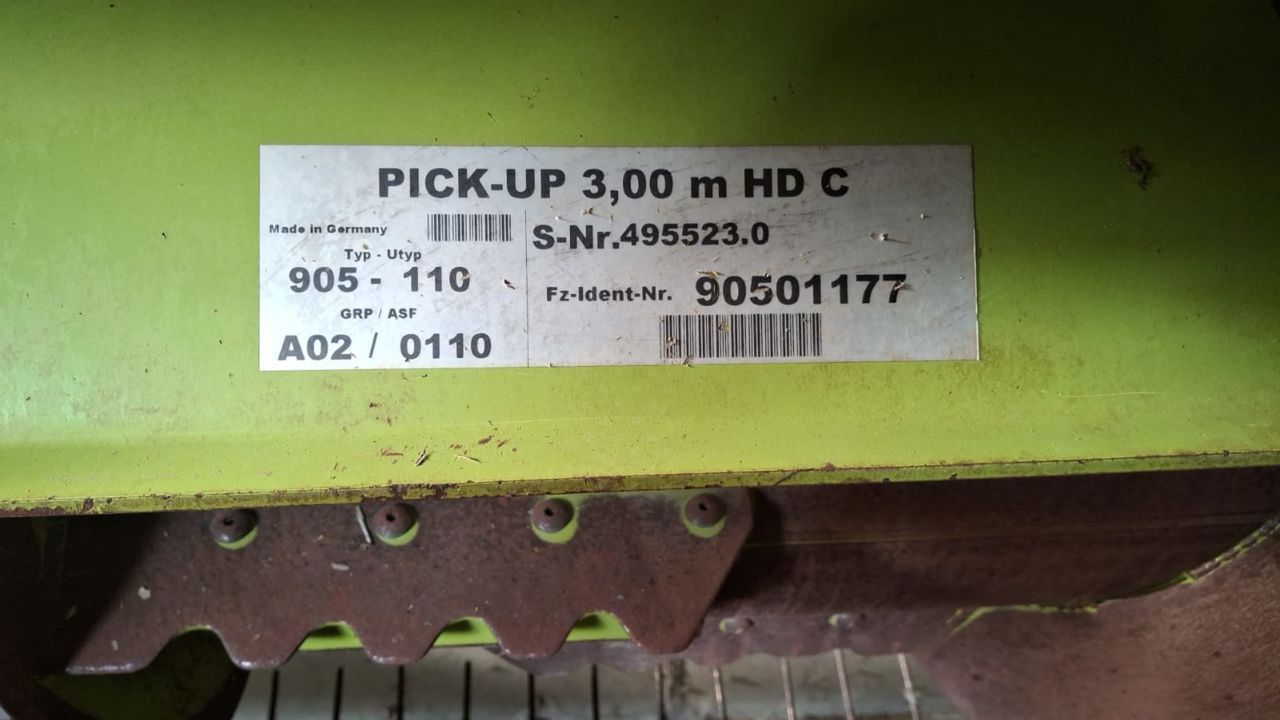 PICK-UP 3,00 m HD C
Made in Germany
Typ - Utyp
905 - 110
GRP / ASF
A02 / 0110
S-Nr.495523.0
Fz-Ident-Nr. 90501177